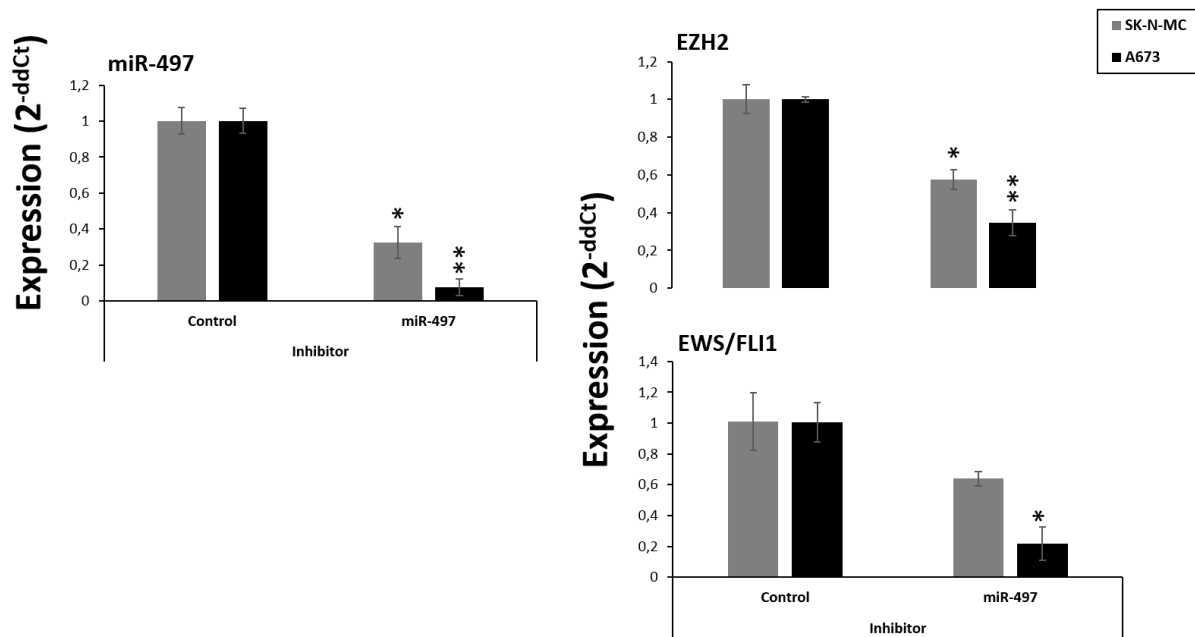 SK-N-MC
A673
miR-497
Expression (2-ddCt)
1,2
1
0,8
0,6
0,4
0,2
0
*
**
Control
miR-497
Inhibitor
EZH2
Expression (2-ddCt)
1,2
1
0,8
0,6
0,4
0,2
0
*
**
EWS/FLI1
1,4
1,2
1
0,8
0,6
0,4
0,2
0
*
Control
miR-497
Inhibitor